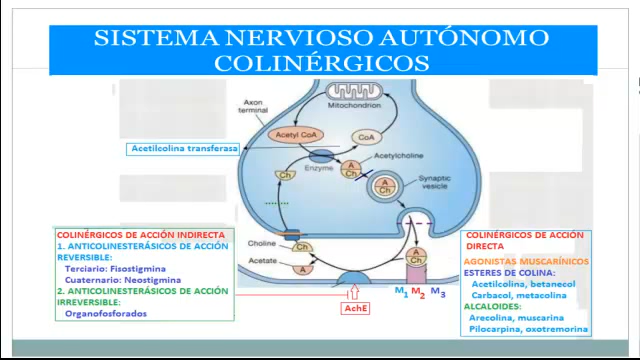 SISTEMA NERVIOSO AUTÓNOMO
COLINÉRGICOS
Mitochondrion
Axon
terminal
Acetyl CoA
CoA
Acetilcolina transferasa
Enzyme
Acetylcholine
A
Ch
Ch
A
Ch
Synaptic
vesicle
COLINÉRGICOS DE ACCIÓN INDIRECTA
1. ANTICOLINESTERÁSICOS DE ACCIÓN
REVERSIBLE:
Terciario: Fisostigmina
Cuaternario: Neostigmina
2. ANTICOLINESTERÁSICOS DE ACCIÓN
IRREVERSIBLE:
Organofosforados
Choline
Ch
Acetate
A
A
Ch
M1 M2 M3
AchE
COLINÉRGICOS DE ACCIÓN
DIRECTA
AGONISTAS MUSCARÍNICOS
ESTERES DE COLINA:
Acetilcolina, betanecol
Carbacol, metacolina
ALCALOIDES:
Arecolina, muscarina
Pilocarpina, oxotremorina